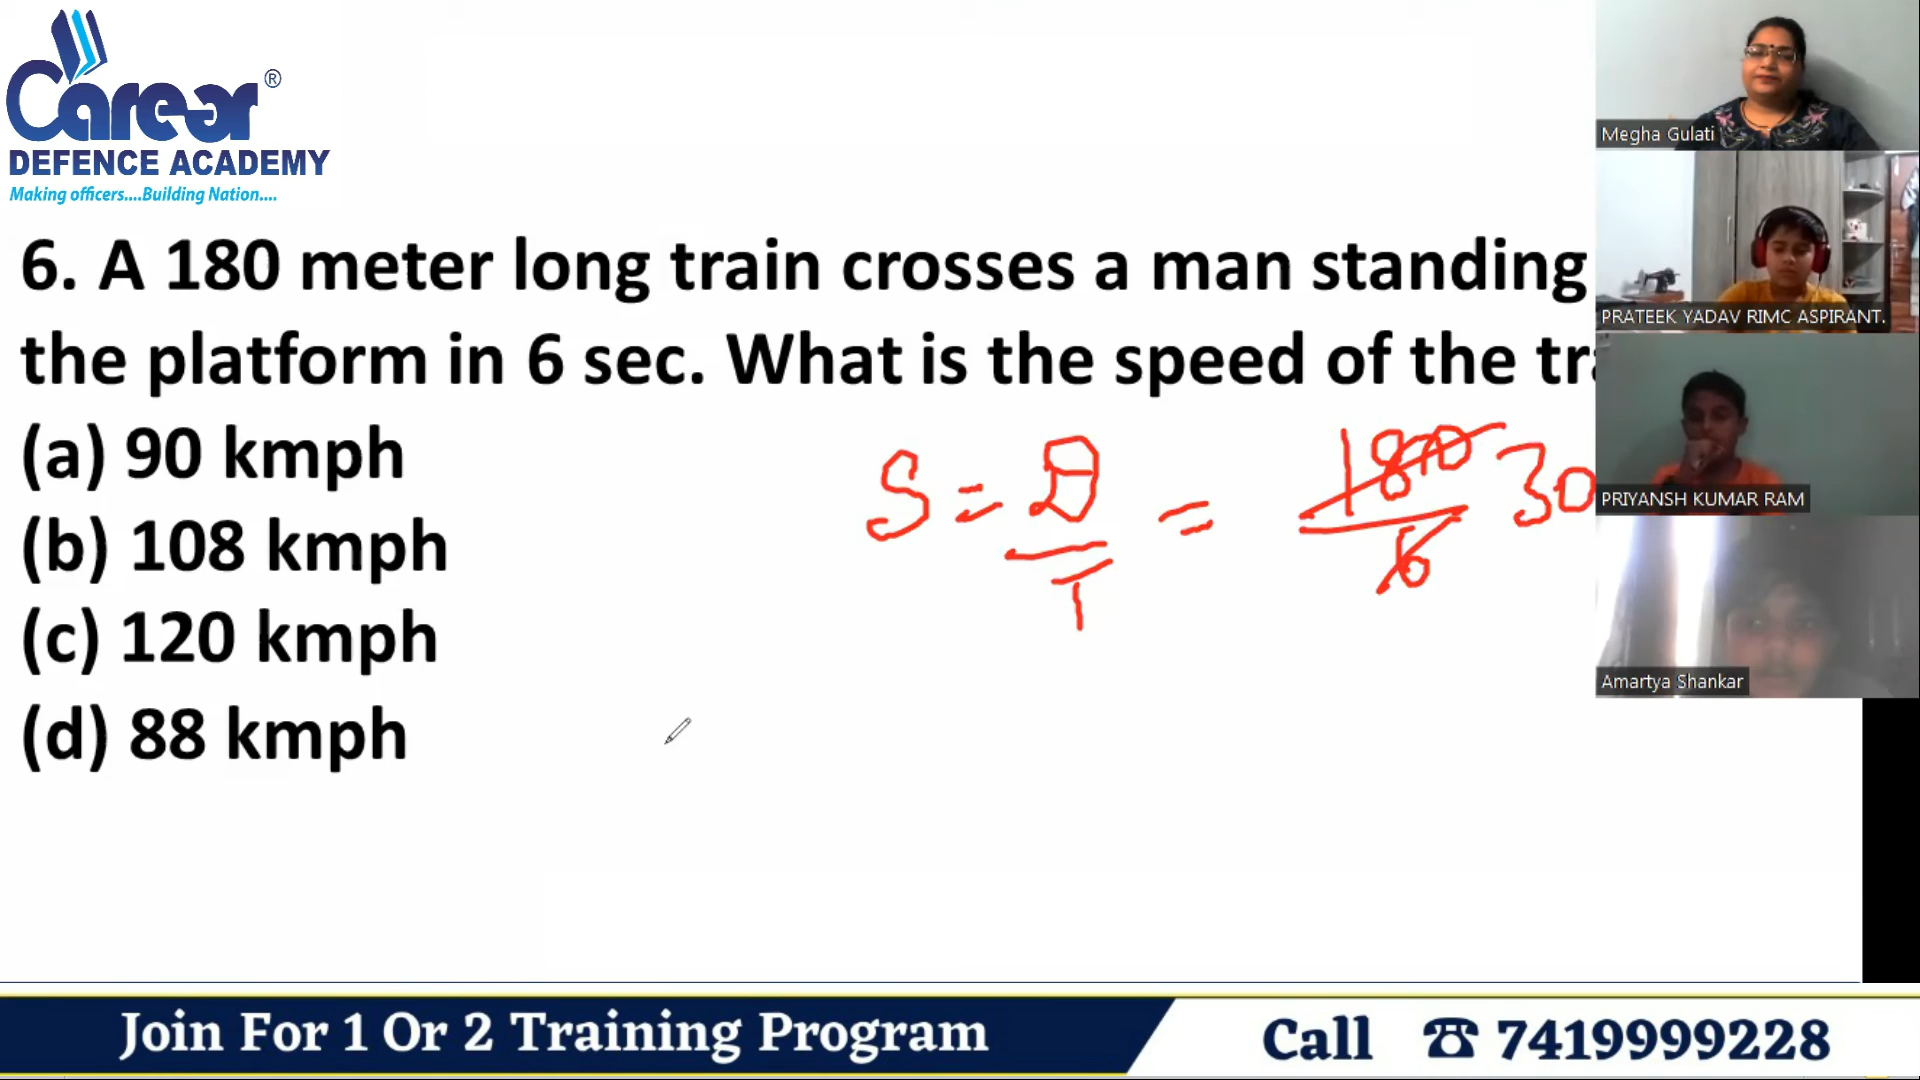 Career®
DEFENCE ACADEMY
Making officers....Building Nation....
6. A 180 meter long train crosses a man standing
the platform in 6 sec. What is the speed of the
(a) 90 kmph
(b) 108 kmph
(c) 120 kmph
(d) 88 kmph
S = D/T = 180/6 30
Megha Gulati
PRATEEK YADAV RIMC ASPIRANT.
PRIYANSH KUMAR RAM
Amartya Shankar
Join For 1 Or 2 Training Program
Call ☎ 7419999228